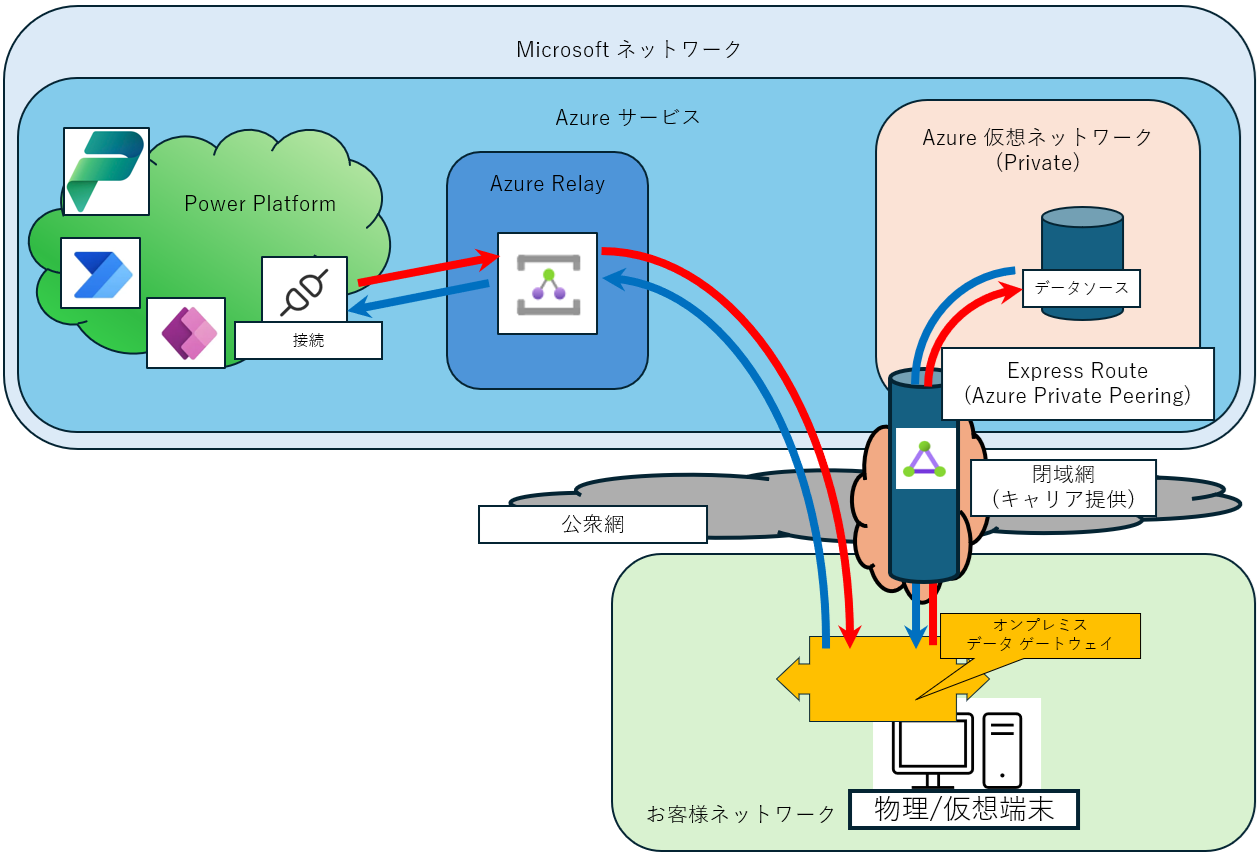 Microsoft ネットワーク
Azure サービス
Power Platform
接続
Azure Relay
Azure 仮想ネットワーク
(Private)
データソース
Express Route
(Azure Private Peering)
閉域網
(キャリア提供)
公衆網
オンプレミス
データ ゲートウェイ
お客様ネットワーク
物理/仮想端末